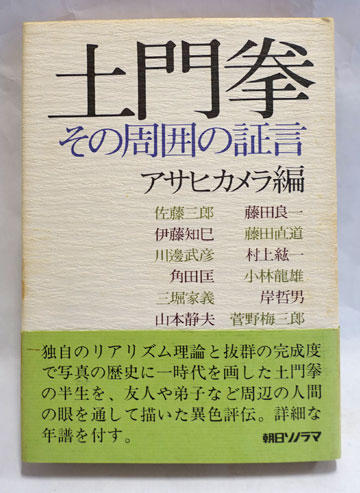 土門拳
その周囲の証言
アサヒカメラ編
佐藤三郎 藤田良一
伊藤知巳 藤田直道
川邊武彦 村上紘一
角田匡 小林龍雄
三堀家義 岸哲男
山本静夫 菅野梅三郎
独自のリアリズム理論と抜群の完成度
で写真の歴史に一時代を画した土門拳
の半生を、友人や弟子など周辺の人間
の眼を通して描いた異色評伝。詳細な
年譜を付す。
朝日ソノラマ